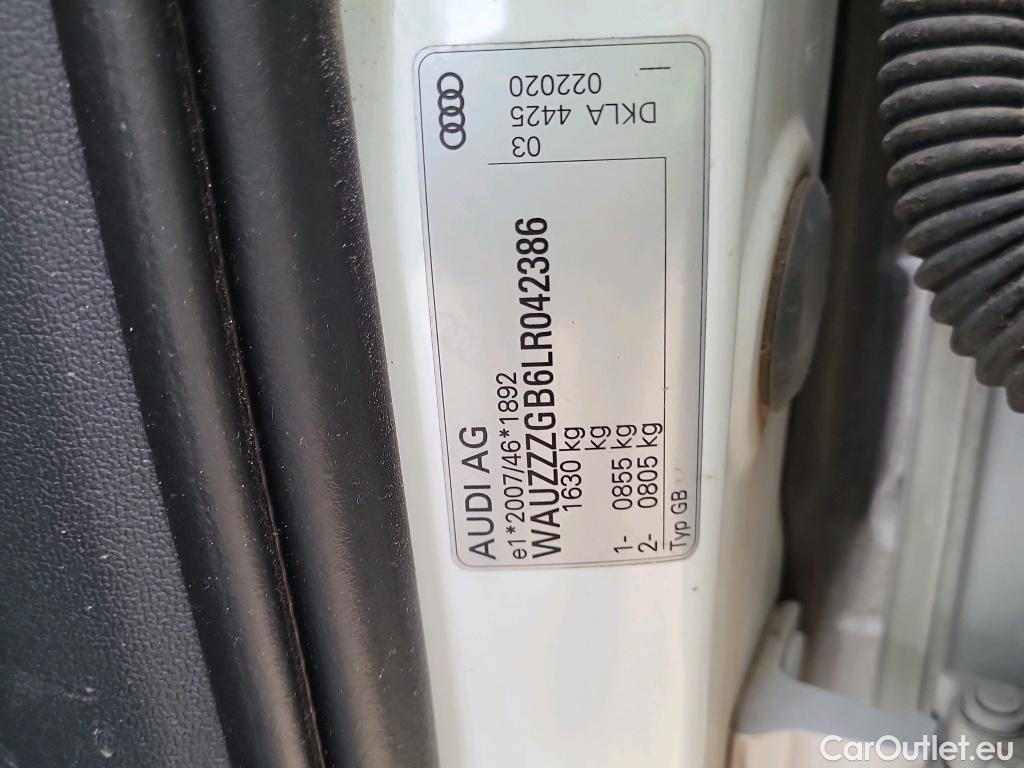 AUDI AG
e1*2007/46*1892
WAUZZZGB6LR042386
1630 kg
kg
1- 0855 kg
2- 0805 kg
Typ GB
03 022020
DKLA 4425
CarOutlet.eu